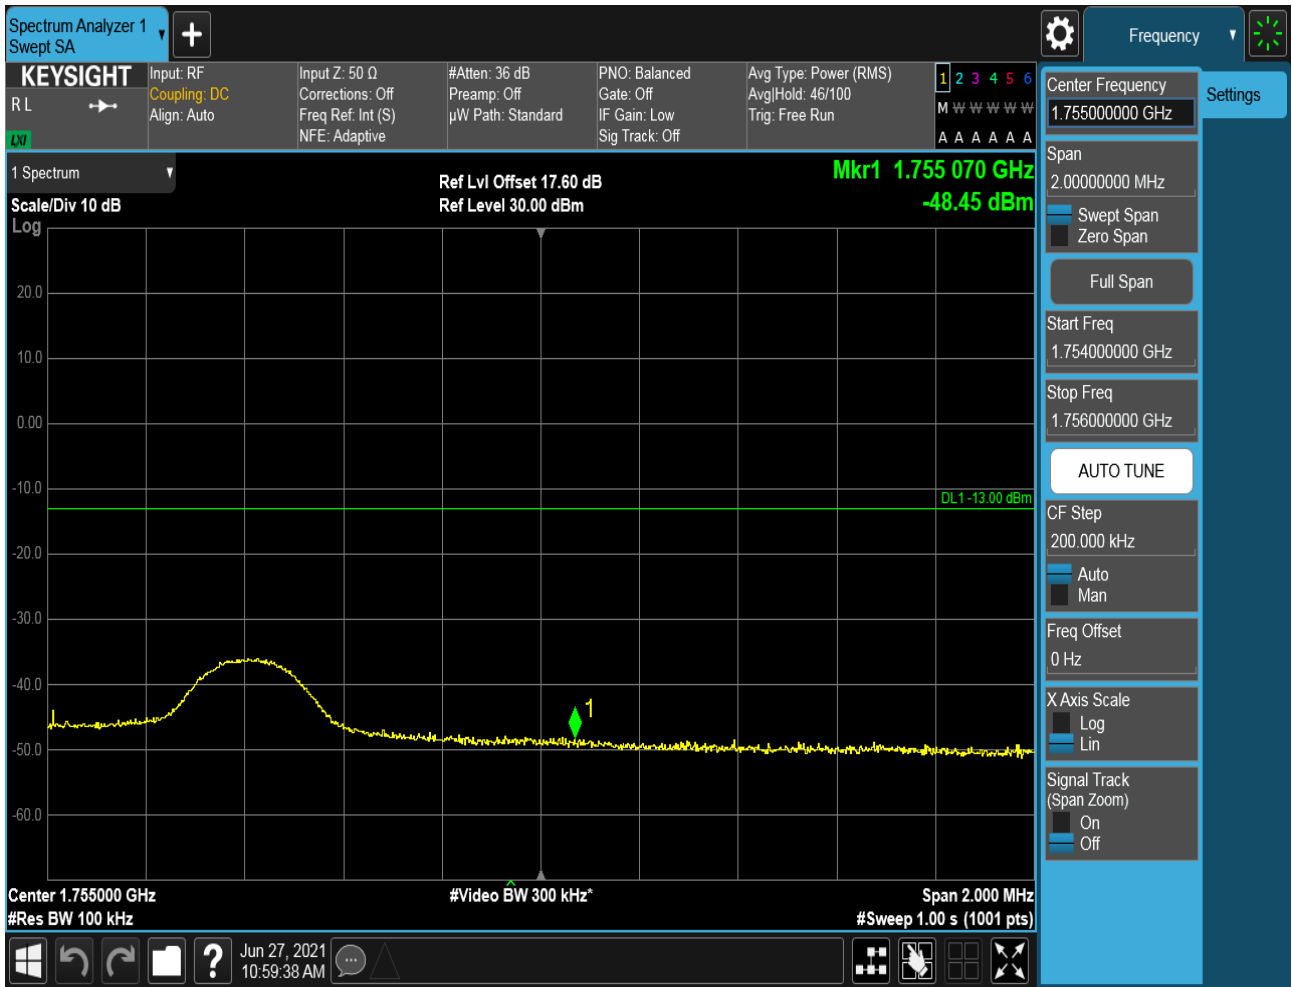 Spectrum Analyzer 1
Swept SA
Frequency
KEYSIGHT
R L
LXI
Input: RF
Coupling: DC
Align: Auto
Input Z: 50 Ω
Corrections: Off
Freq Ref: Int (S)
NFE: Adaptive
#Atten: 36 dB
Preamp: Off
µW Path: Standard
PNO: Balanced
Gate: Off
IF Gain: Low
Sig Track: Off
Avg Type: Power (RMS)
Avg|Hold: 46/100
Trig: Free Run
1 2 3 4 5 6
M W W W W W
A A A A A A
1 Spectrum
Scale/Div 10 dB
Log
Ref Lvl Offset 17.60 dB
Ref Level 30.00 dBm
Mkr1 1.755 070 GHz
-48.45 dBm
20.0
10.0
0.00
-10.0
DL1 -13.00 dBm
-20.0
-30.0
-40.0
1
-50.0
-60.0
Center 1.755000 GHz
#Res BW 100 kHz
#Video BW 300 kHz*
Span 2.000 MHz
#Sweep 1.00 s (1001 pts)
Center Frequency
1.755000000 GHz
Settings
Span
2.00000000 MHz
Swept Span
Zero Span
Full Span
Start Freq
1.754000000 GHz
Stop Freq
1.756000000 GHz
AUTO TUNE
CF Step
200.000 kHz
Auto
Man
Freq Offset
0 Hz
X Axis Scale
Log
Lin
Signal Track
(Span Zoom)
On
Off
?
Jun 27, 2021
10:59:38 AM